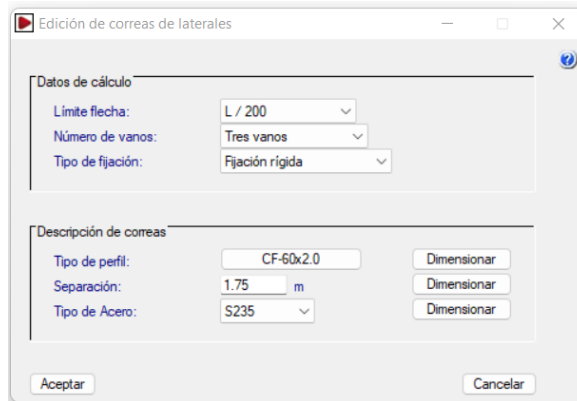 Edición de correas de laterales
Datos de cálculo
Límite flecha: L / 200
Número de vanos: Tres vanos
Tipo de fijación: Fijación rígida
Descripción de correas
Tipo de perfil: CF-60x2.0 Dimensionar
Separación: 1.75 m Dimensionar
Tipo de Acero: S235 Dimensionar
Aceptar Cancelar